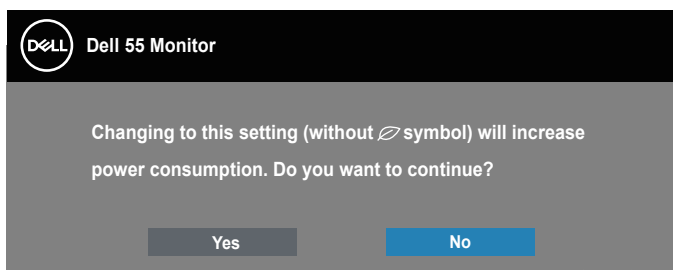 DELL
Dell 55 Monitor
Changing to this setting (without symbol) will increase
power consumption. Do you want to continue?
Yes
No